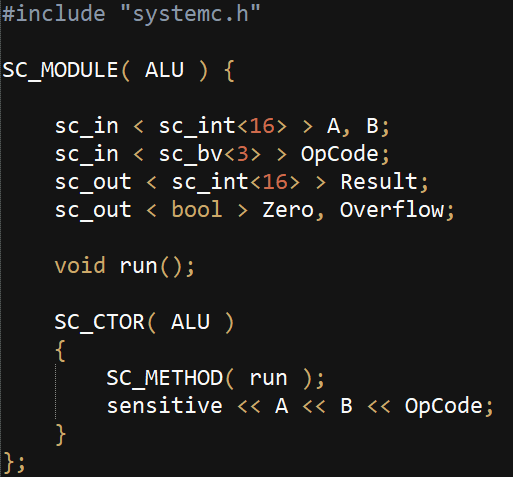 #include "systemc.h"
SC_MODULE( ALU ) {
sc_in < sc_int<16> > A, B;
sc_in < sc_bv<3> > OpCode;
sc_out < sc_int<16> > Result;
sc_out < bool > Zero, Overflow;
void run();
SC_CTOR( ALU )
{
SC_METHOD( run );
sensitive << A << B << OpCode;
}
};